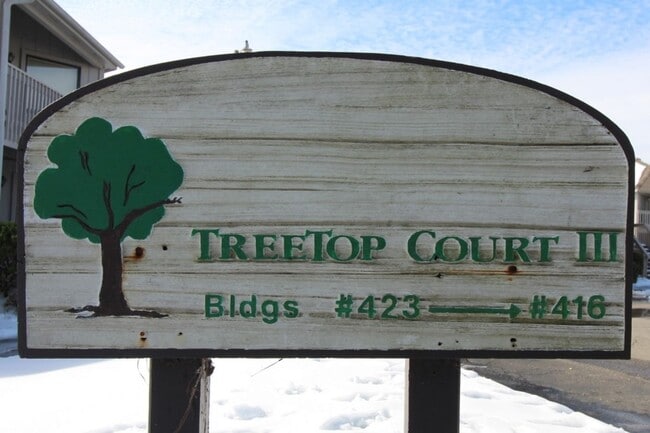 TREETOP COURT III
Bldgs #423 → #416